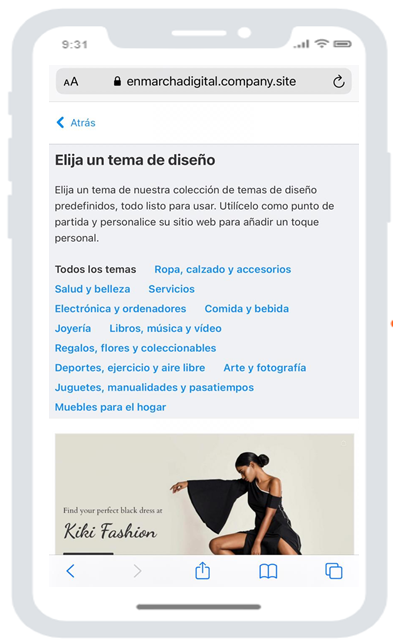 9:31
AA enmarchadigital.company.site
Atrás
Elija un tema de diseño
Elija un tema de nuestra colección de temas de diseño
predefinidos, todo listo para usar. Utilícelo como punto de
partida y personalice su sitio web para añadir un toque
personal.
Todos los temas Ropa, calzado y accesorios
Salud y belleza Servicios
Electrónica y ordenadores Comida y bebida
Joyería Libros, música y vídeo
Regalos, flores y coleccionables
Deportes, ejercicio y aire libre Arte y fotografía
Juguetes, manualidades y pasatiempos
Muebles para el hogar
Find your perfect black dress at
Kiki Fashion